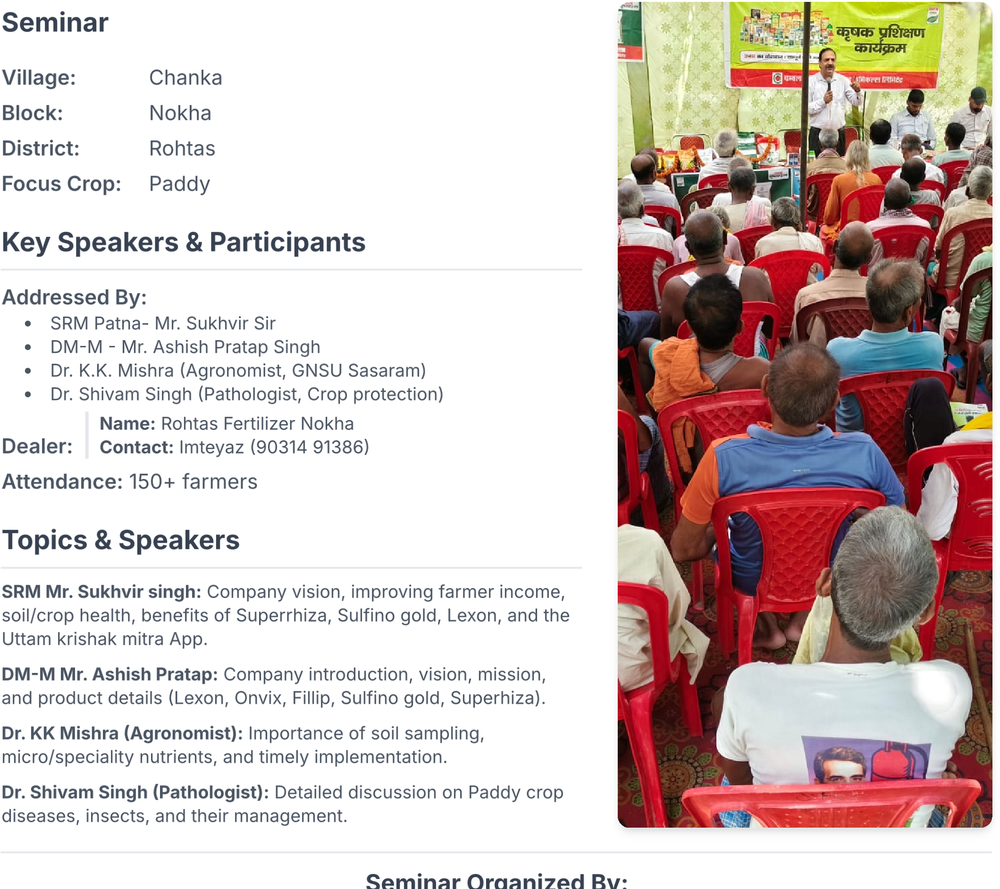 Seminar
Village: Chanka
Block: Nokha
District: Rohtas
Focus Crop: Paddy
Key Speakers & Participants
Addressed By:
• SRM Patna- Mr. Sukhvir Sir
• DM-M - Mr. Ashish Pratap Singh
• Dr. K.K. Mishra (Agronomist, GNSU Sasaram)
• Dr. Shivam Singh (Pathologist, Crop protection)
Dealer:
Name: Rohtas Fertilizer Nokha
Contact: Imteyaz (90314 91386)
Attendance: 150+ farmers
Topics & Speakers
SRM Mr. Sukhvir singh: Company vision, improving farmer income,
soil/crop health, benefits of Superrhiza, Sulfino gold, Lexon, and the
Uttam krishak mitra App.
DM-M Mr. Ashish Pratap: Company introduction, vision, mission,
and product details (Lexon, Onvix, Fillip, Sulfino gold, Superhiza).
Dr. KK Mishra (Agronomist): Importance of soil sampling,
micro/speciality nutrients, and timely implementation.
Dr. Shivam Singh (Pathologist): Detailed discussion on Paddy crop
diseases, insects, and their management.
कृषक प्रशिक्षण
कार्यक्रम
उत्तम का योगदान : सम्पूर्ण
चम्बल
लिमिटेड
Seminar Organized By: